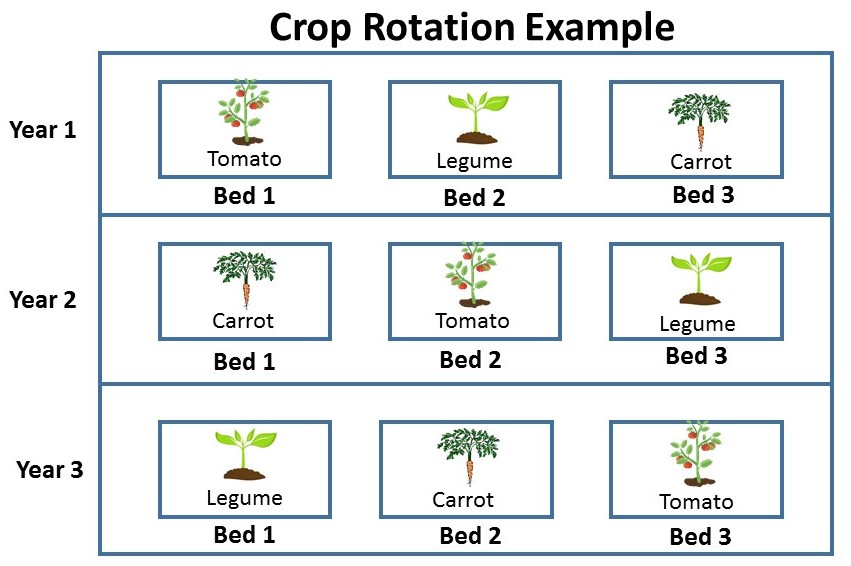 Crop Rotation Example
Year 1
Tomato
Legume
Carrot
Bed 1
Bed 2
Bed 3
Year 2
Carrot
Tomato
Legume
Bed 1
Bed 2
Bed 3
Year 3
Legume
Carrot
Tomato
Bed 1
Bed 2
Bed 3